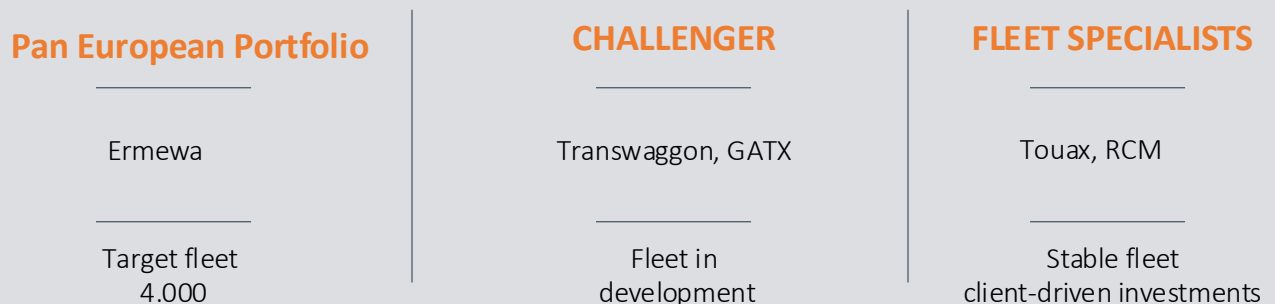 Pan European Portfolio
Ermewa
Target fleet
4.000
CHALLENGER
Transwaggon, GATX
Fleet in
development
FLEET SPECIALISTS
Touax, RCM
Stable fleet
client-driven investments